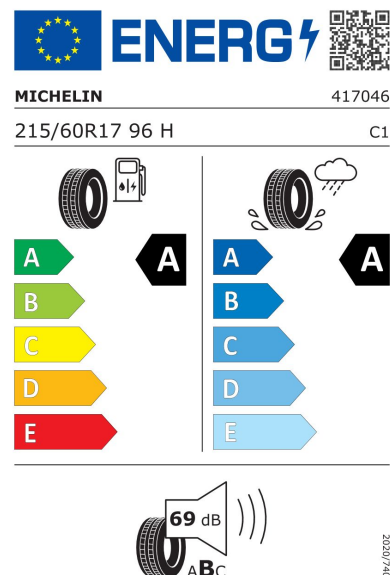 ENERG
MICHELIN 417046
215/60R17 96 H C1
A A A A
B B
C C
D D
E E
69 dB
ABC
2020/740